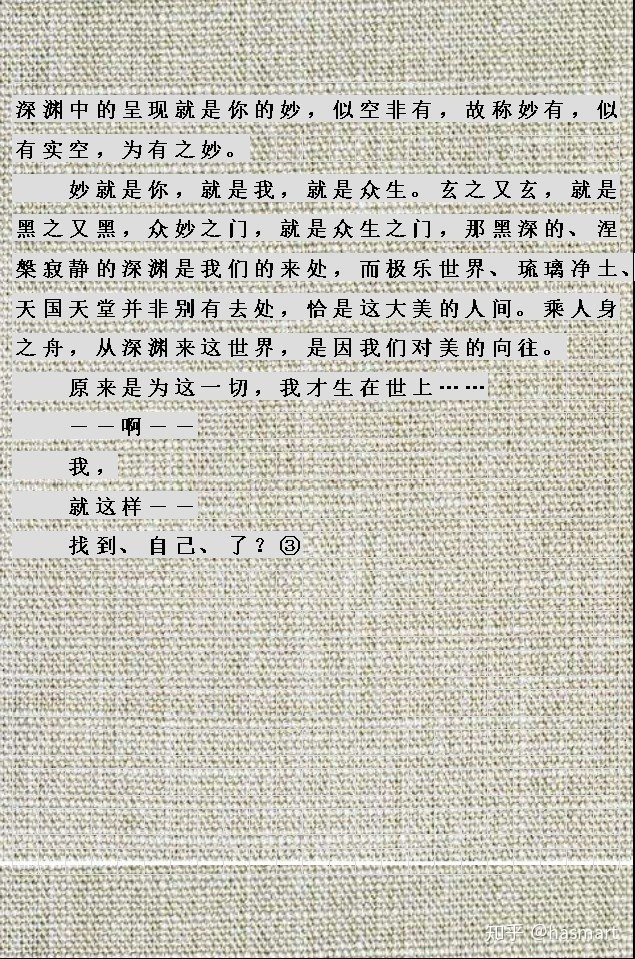 深渊中的呈现就是你的妙，似空非有，故称妙有，似
有实空，为有之妙。
妙就是你，就是我，就是众生。玄之又玄，就是
黑之又黑，众妙之门，就是众生之门，那黑深的、涅
槃寂静的深渊是我们的来处，而极乐世界、琉璃净土、
天国天堂并非别有去处，恰是这大美的人间。乘人身
之舟，从深渊来这世界，是因我们对美的向往。
原来是为这一切，我才生在世上……
——啊——
我，
就这样——
找到、自己、了？③
知乎 @hasmart